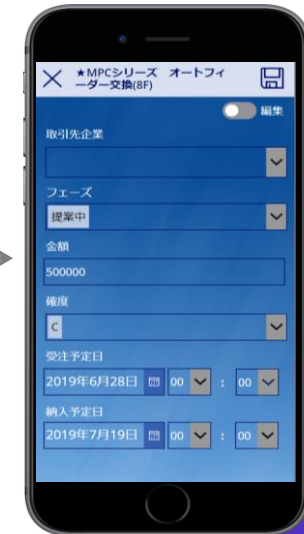 ★MPCシリーズ オートフィ
ーダー交換(8F)
編集
取引先企業
フェーズ
提案中
金額
500000
確度
C
受注予定日
2019年6月28日 00 : 00
納入予定日
2019年7月19日 00 : 00